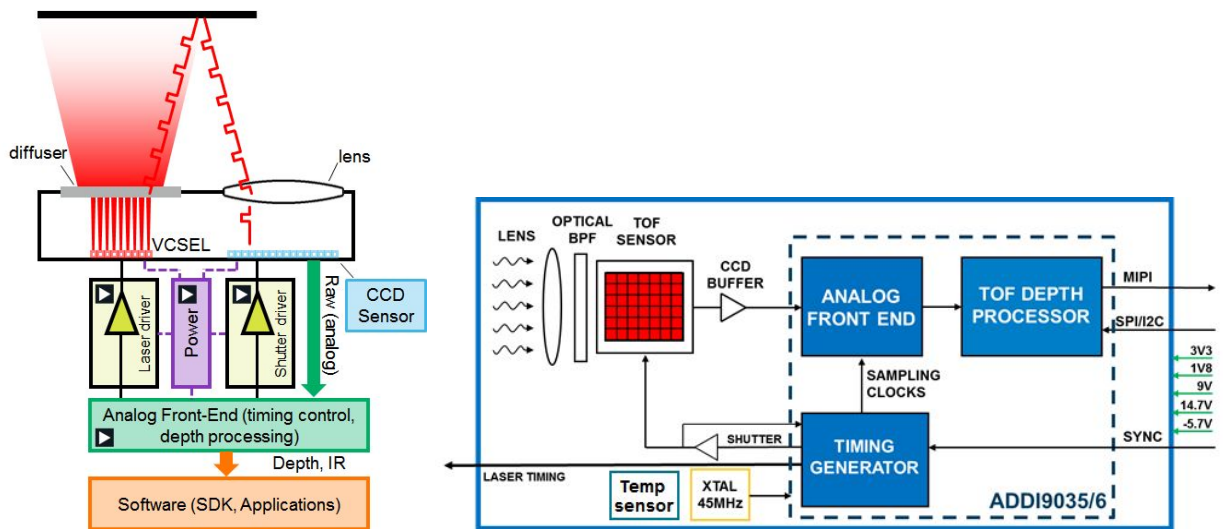 diffuser
lens
VCSEL
Laser driver
Power
Shutter driver
Raw (analog)
CCD
Sensor
Analog Front-End (timing control,
depth processing)
Depth, IR
Software (SDK, Applications)
LENS
OPTICAL
BPF
TOF
SENSOR
CCD
BUFFER
ANALOG
FRONT END
TOF DEPTH
PROCESSOR
MIPI
SPI/I2C
3V3
1V8
9V
14.7V
-5.7V
SYNC
SAMPLING
CLOCKS
SHUTTER
TIMING
GENERATOR
LASER TIMING
Temp
sensor
XTAL
45MHz
ADDI9035/6